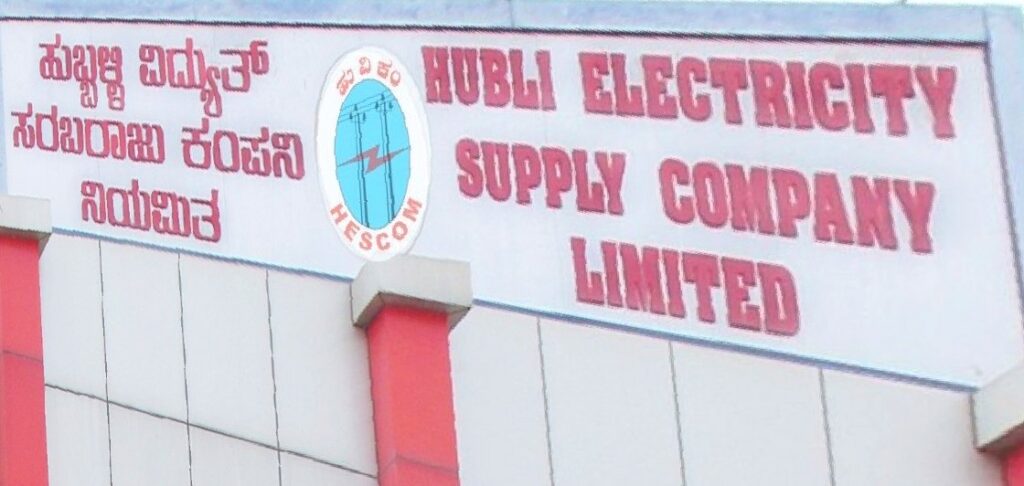 ಹುಬ್ಬಳ್ಳಿ ವಿದ್ಯುತ್
ಸರಬರಾಜು ಕಂಪನಿ
ನಿಯಮಿತ
ಹು ವಿ ಕಂ
HESCOM
HUBLI ELECTRICITY
SUPPLY COMPANY
LIMITED